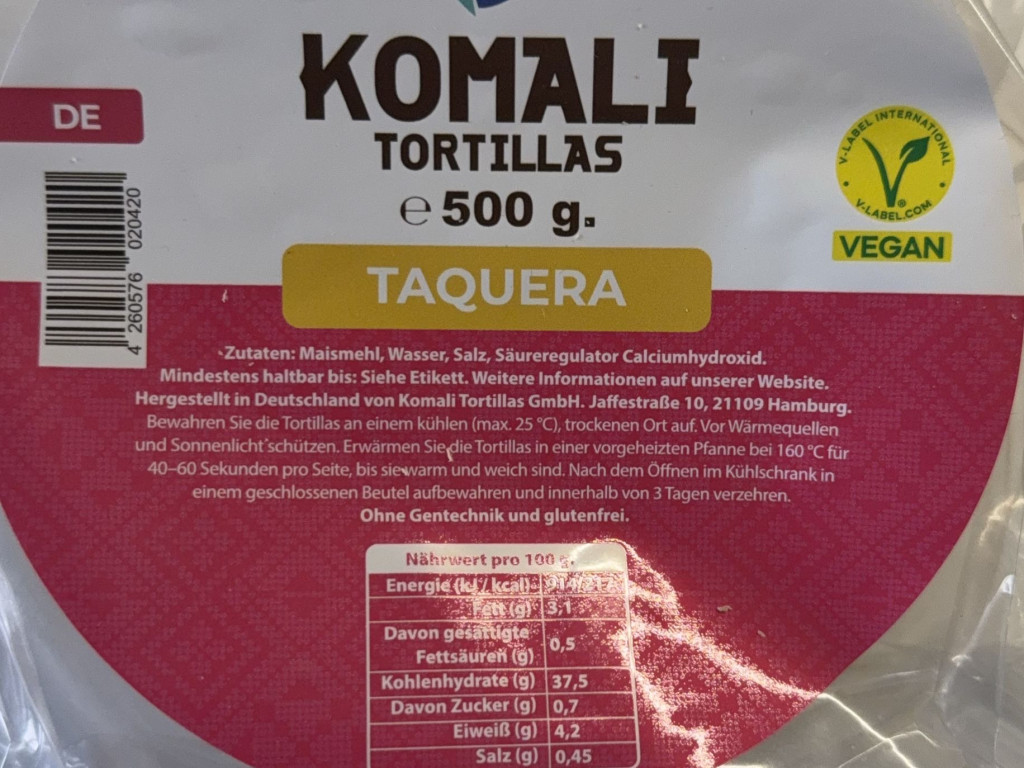 KOMALI
TORTILLAS
℮ 500 g.
DE
4 260576 020420
V-LABEL INTERNATIONAL
V-LABEL.COM
VEGAN
TAQUERA
Zutaten: Maismehl, Wasser, Salz, Säureregulator Calciumhydroxid.
Mindestens haltbar bis: Siehe Etikett. Weitere Informationen auf unserer Website.
Hergestellt in Deutschland von Komali Tortillas GmbH. Jaffestraße 10, 21109 Hamburg.
Bewahren Sie die Tortillas an einem kühlen (max. 25 °C), trockenen Ort auf. Vor Wärmequellen
und Sonnenlicht schützen. Erwärmen Sie die Tortillas in einer vorgeheizten Pfanne bei 160 °C für
40–60 Sekunden pro Seite, bis sie warm und weich sind. Nach dem Öffnen im Kühlschrank in
einem geschlossenen Beutel aufbewahren und innerhalb von 3 Tagen verzehren.
Ohne Gentechnik und glutenfrei.
Nährwert pro 100 g.
Energie (kJ / kcal)
Fett (g) 3,1
Davon gesättigte
Fettsäuren (g) 0,5
Kohlenhydrate (g) 37,5
Davon Zucker (g) 0,7
Eiweiß (g) 4,2
Salz (g) 0,45